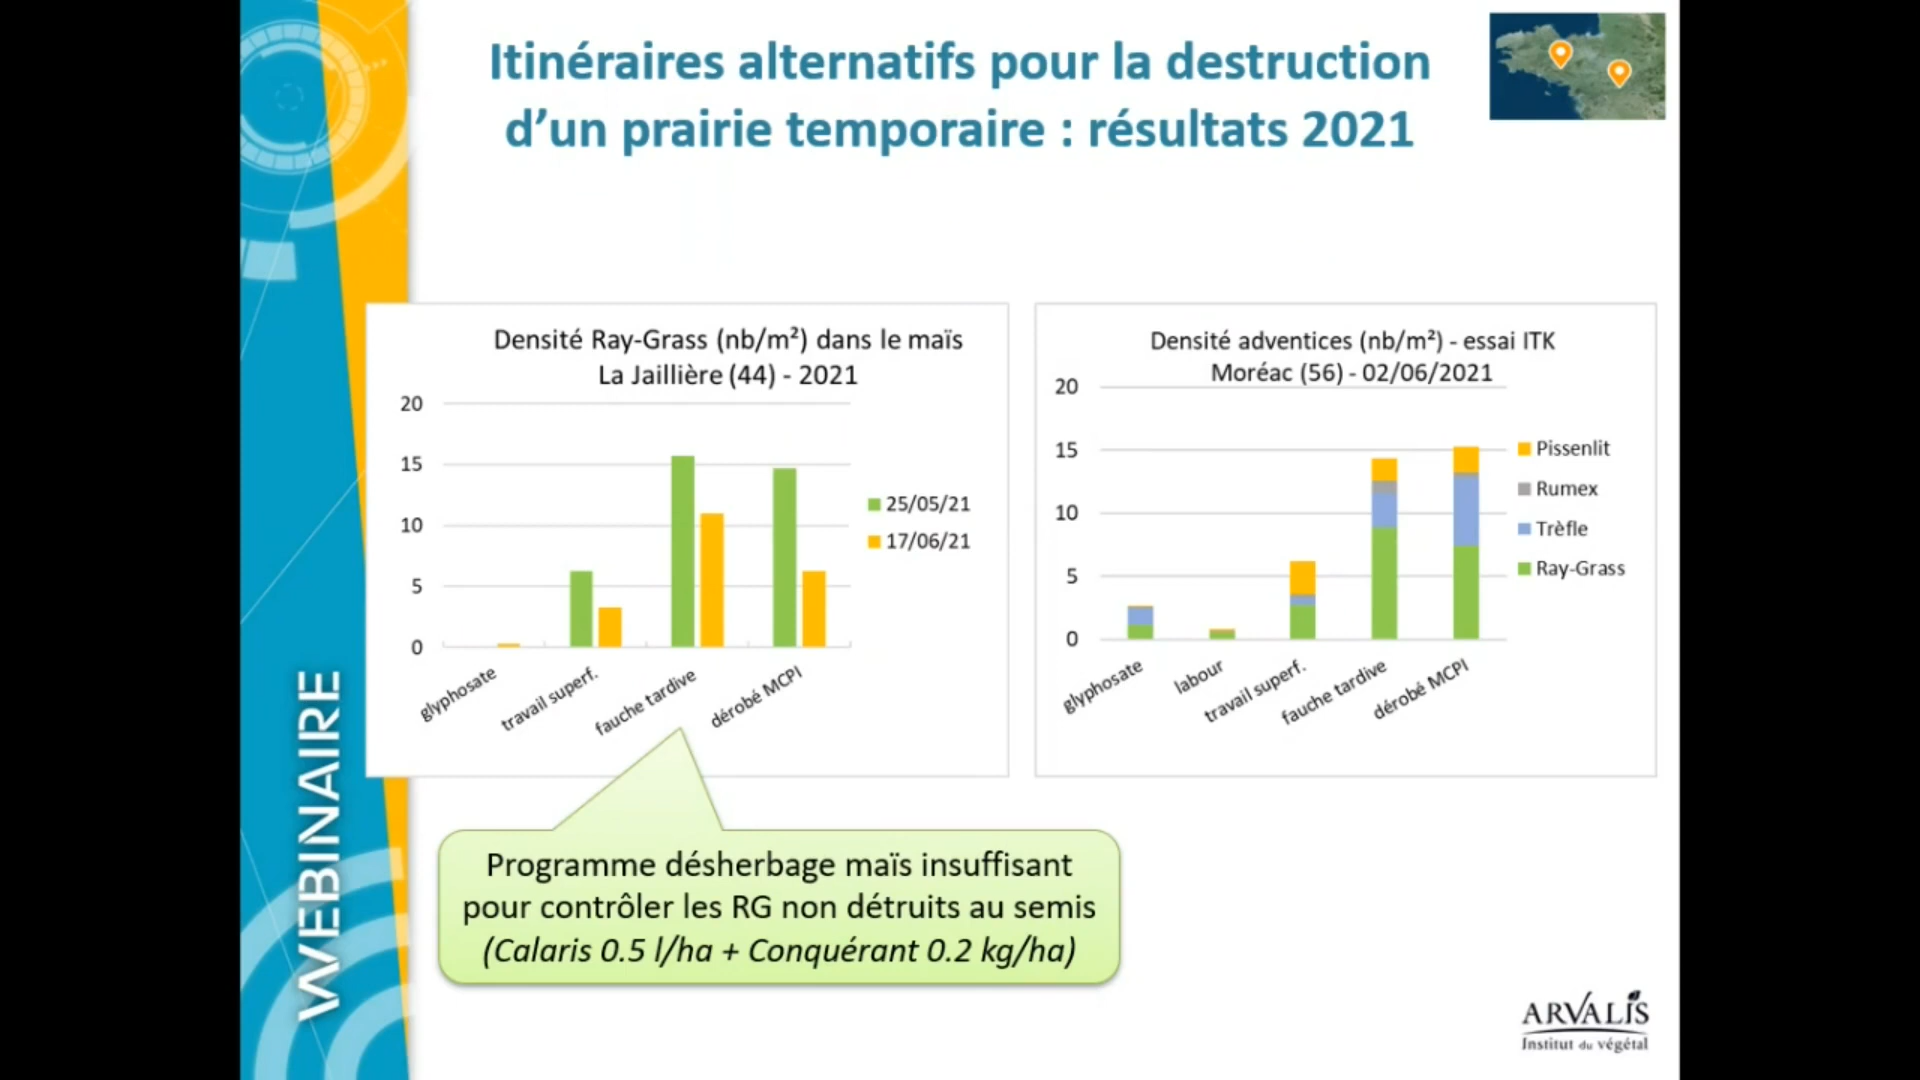 Itinéraires alternatifs pour la destruction
d’un prairie temporaire : résultats 2021
Densité Ray-Grass (nb/m²) dans le maïs
La Jaillière (44) - 2021
20
15
10
5
0
glyphosate
travail superf.
fauche tardive
dérobé MCPI
25/05/21
17/06/21
Densité adventices (nb/m²) - essai ITK
Moréac (56) - 02/06/2021
20
15
10
5
0
glyphosate
labour
travail superf.
fauche tardive
dérobé MCPI
Pissenlit
Rumex
Trèfle
Ray-Grass
Programme désherbage maïs insuffisant
pour contrôler les RG non détruits au semis
(Calaris 0.5 l/ha + Conquérant 0.2 kg/ha)
WEBINAIRE
ARVALIS
Institut du végétal